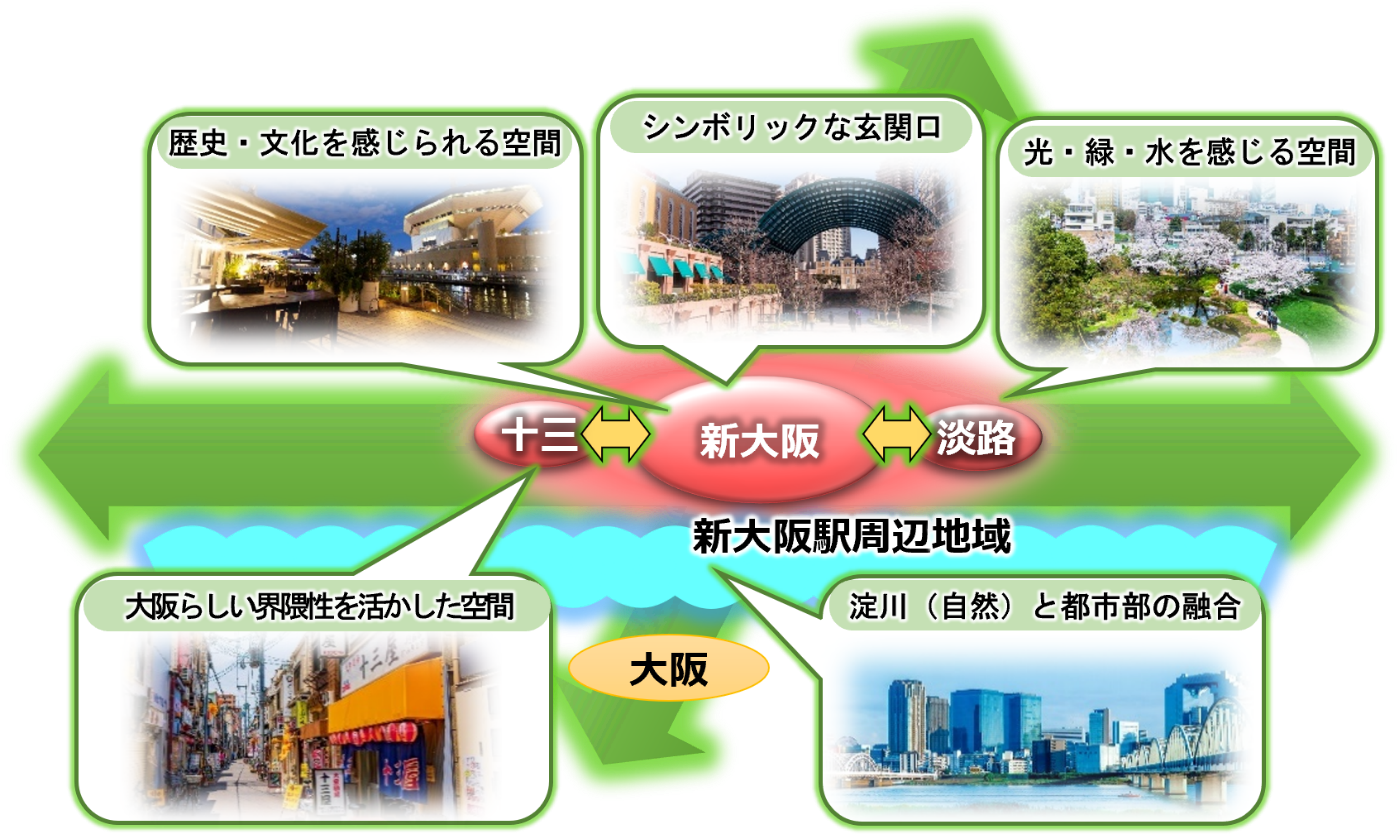 歴史・文化を感じられる空間
シンボリックな玄関口
光・緑・水を感じる空間
十三
新大阪
淡路
新大阪駅周辺地域
大阪らしい界隈性を活かした空間
淀川（自然）と都市部の融合
大阪
十三屋